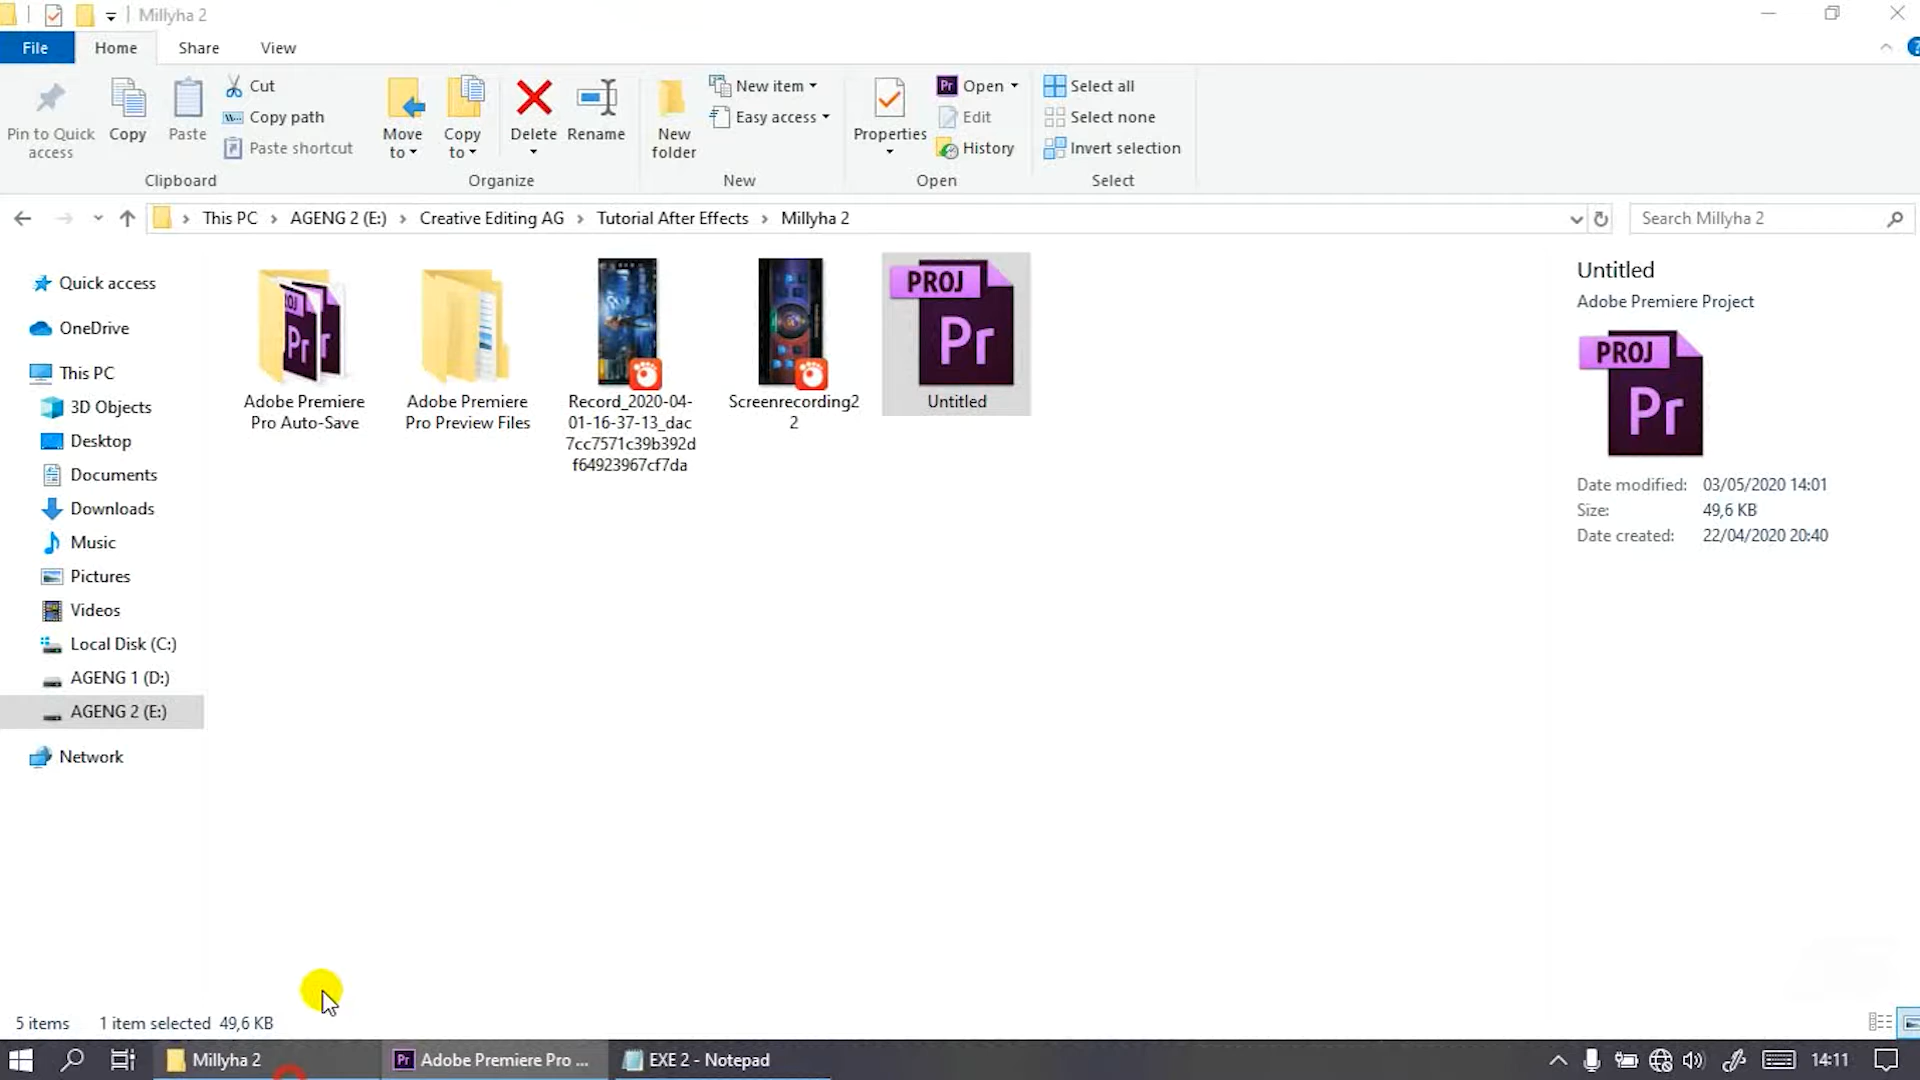 Millyha 2
File Home Share View
Pin to Quick access
Copy
Paste
Cut
Copy path
Paste shortcut
Clipboard
Move to
Copy to
Delete
Rename
Organize
New folder
New item
Easy access
New
Properties
Pr Open
Edit
History
Open
Select all
Select none
Invert selection
Select
This PC > AGENG 2 (E:) > Creative Editing AG > Tutorial After Effects > Millyha 2
Search Millyha 2
Quick access
OneDrive
This PC
3D Objects
Desktop
Documents
Downloads
Music
Pictures
Videos
Local Disk (C:)
AGENG 1 (D:)
AGENG 2 (E:)
Network
Adobe Premiere
Pro Auto-Save
Adobe Premiere
Pro Preview Files
Record_2020-04-
01-16-37-13_dac
7cc7571c39b392d
f64923967cf7da
Screenrecording2
2
PROJ
Pr
Untitled
Untitled
Adobe Premiere Project
PROJ
Pr
Date modified: 03/05/2020 14:01
Size: 49,6 KB
Date created: 22/04/2020 20:40
5 items 1 item selected 49,6 KB
Millyha 2
Pr Adobe Premiere Pro ...
EXE 2 - Notepad
14:11